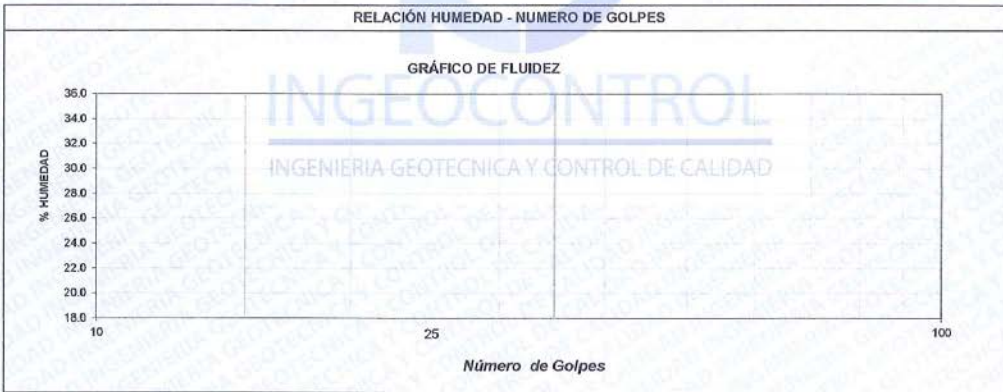 RELACIÓN HUMEDAD - NUMERO DE GOLPES
GRÁFICO DE FLUIDEZ
INGEOCONTROL
INGENIERIA GEOTECNICA Y CONTROL DE CALIDAD
% HUMEDAD
36.0
34.0
32.0
30.0
28.0
26.0
24.0
22.0
20.0
18.0
10
25
100
Número de Golpes